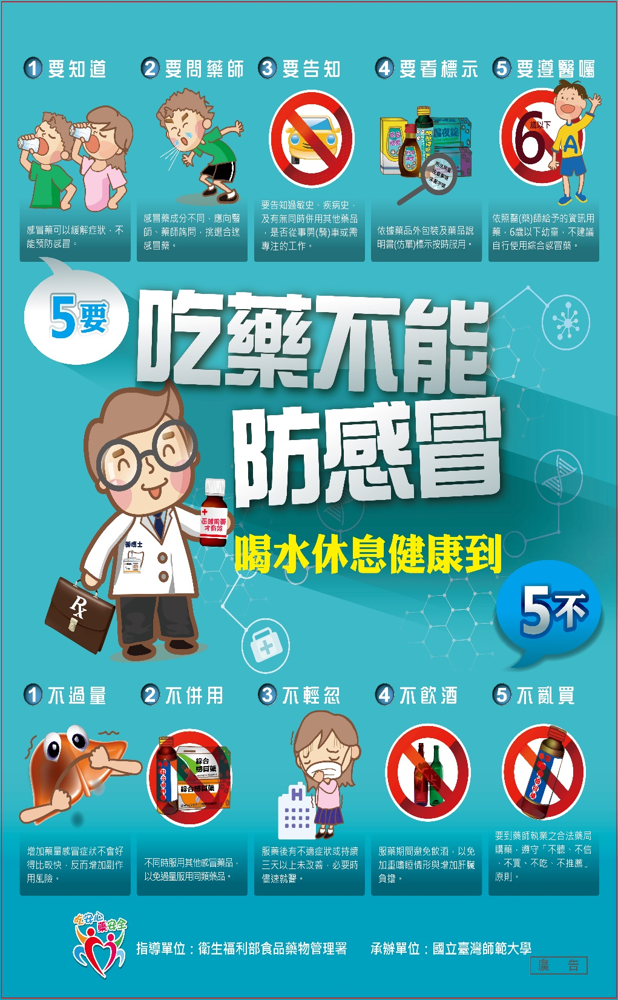 1 要知道
感冒藥可以緩解症狀，不
能預防感冒。
2 要問藥師
感冒藥成分不同，應向醫
師、藥師詢問，挑選合適
感冒藥。
3 要告知
要告知過敏史、疾病史，
及有無同時併用其他藥品
，是否從事開(騎)車或需
專注的工作。
4 要看標示
依據藥品外包裝及藥品說
明書(仿單)標示按時服用。
5 要遵醫囑
6
歲以下
A
依照醫(藥)師給予的資訊用
藥，6歲以下幼童，不建議
自行使用綜合感冒藥。
5要
吃藥不能
防感冒
正確用藥
才有效
藥博士
Rx
喝水休息健康到
5不
1 不過量
增加藥量感冒症狀不會好
得比較快，反而增加副作
用風險。
2 不併用
綜合
感冒藥
綜合感冒藥
不同時服用其他感冒藥品，
以免過量服用同類藥品。
3 不輕忽
H
服藥後有不適症狀或持續
三天以上未改善，必要時
儘速就醫。
4 不飲酒
服藥期間避免飲酒，以免
加重嗜睡情形與增加肝臟
負擔。
5 不亂買
要到藥師執業之合法藥局
購藥，遵守「不聽、不信
、不買、不吃、不推薦」
原則。
吃安心
藥安全
指導單位：衛生福利部食品藥物管理署 承辦單位：國立臺灣師範大學
廣 告